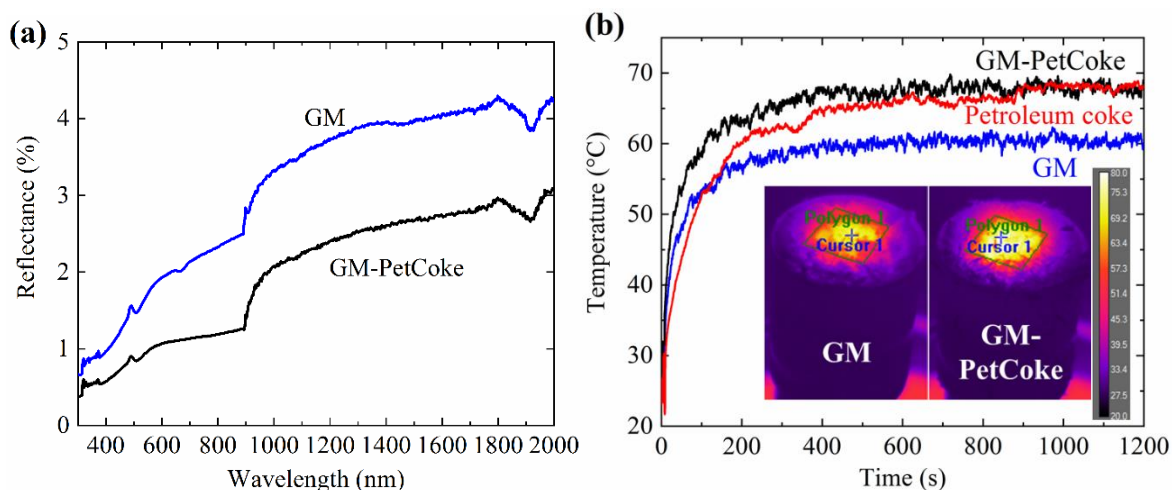 (a)
5
4
3
2
1
0
Reflectance (%)
GM
GM-PetCoke
300 600 800 1000 1200 1400 1600 1800 2000
Wavelength (nm)
(b)
70
60
50
40
30
20
Temperature (°C)
GM-PetCoke
Petroleum coke
GM
Polygon 1
Cursor 1
GM
Polygon 1
Cursor 1
GM-
PetCoke
80.0
75.3
69.2
63.4
57.3
51.4
45.3
39.5
33.4
27.5
20.0
0 200 400 600 800 1000 1200
Time (s)